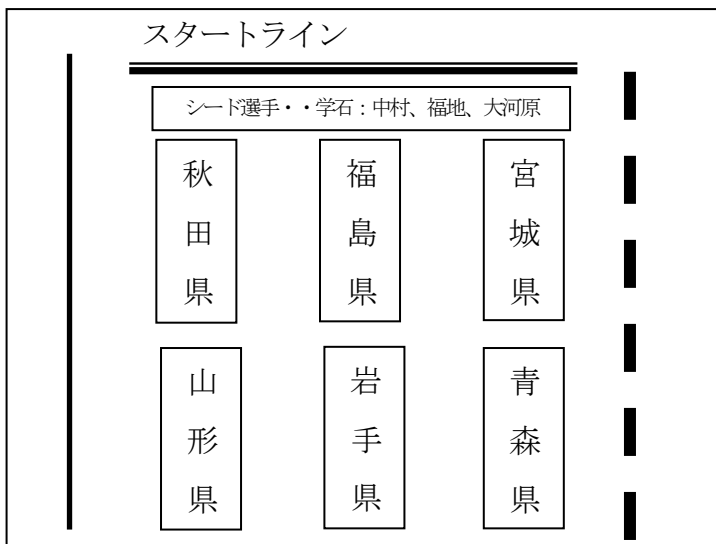 スタートライン
シード選手・・学石：中村、福地、大河原
秋田県
福島県
宮城県
山形県
岩手県
青森県